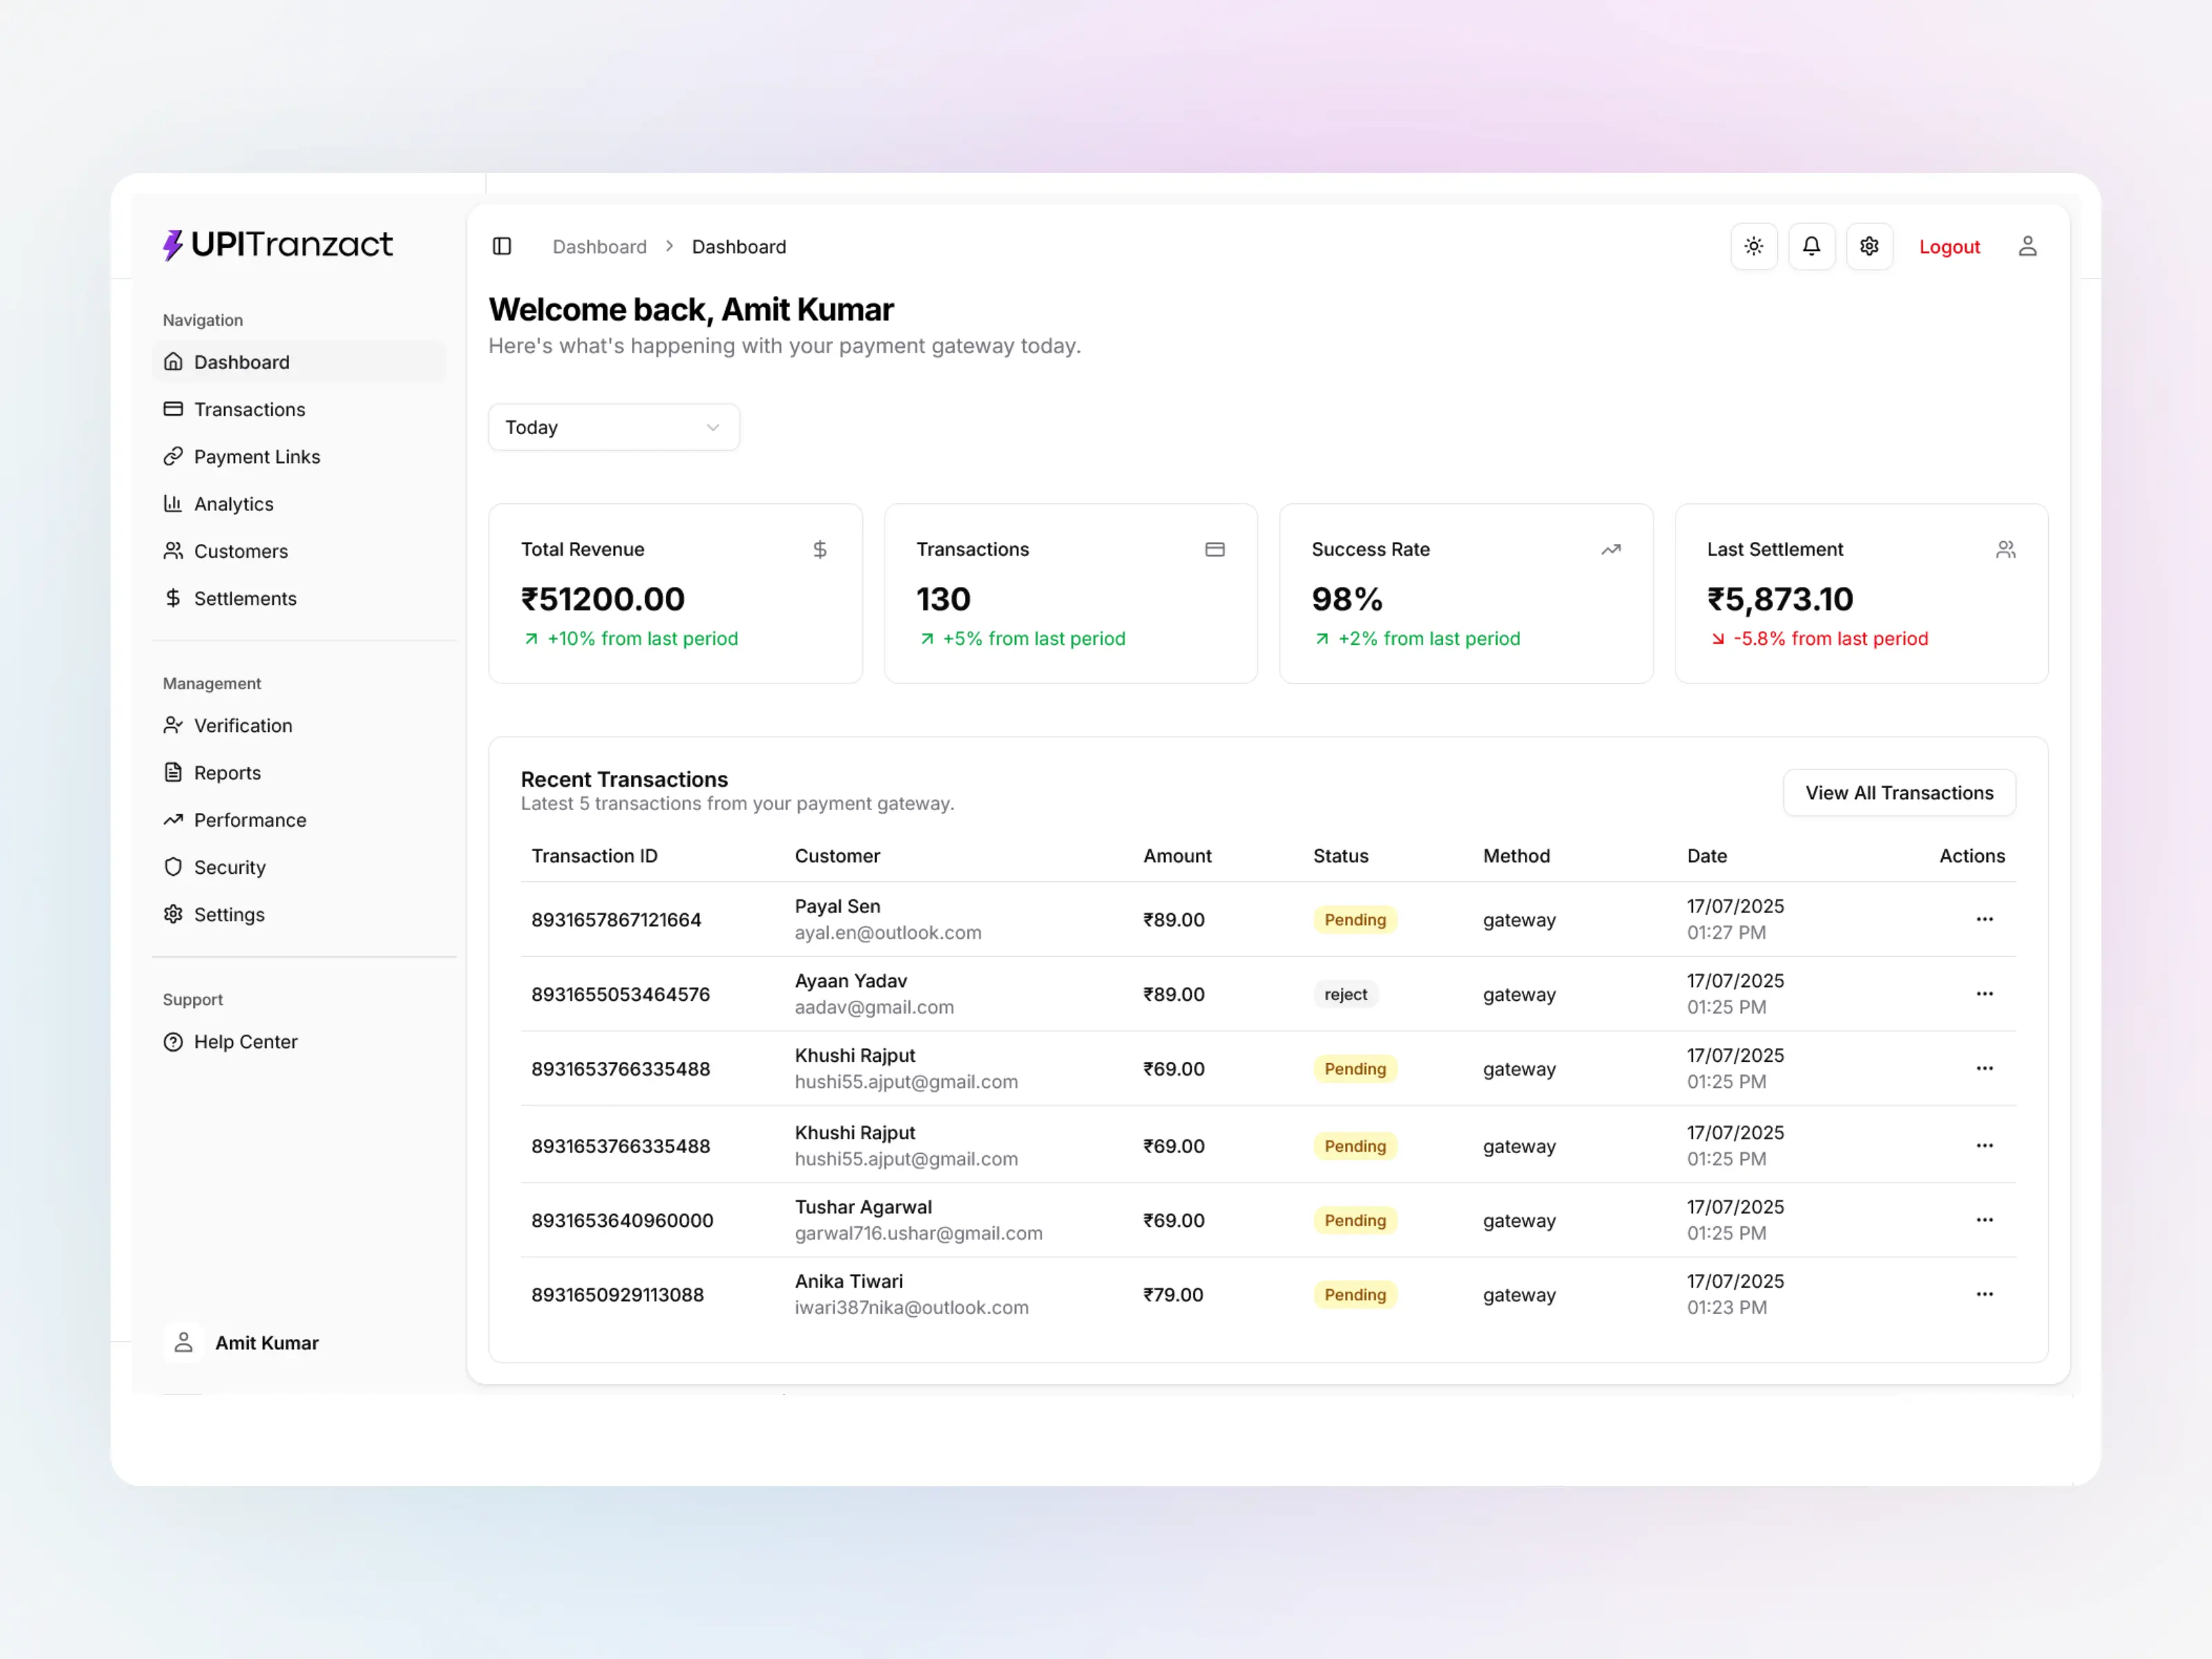 UPITranzact
Navigation
Dashboard
Transactions
Payment Links
Analytics
Customers
Settlements
Management
Verification
Reports
Performance
Security
Settings
Support
Help Center
Amit Kumar
Dashboard > Dashboard
Logout
Welcome back, Amit Kumar
Here's what's happening with your payment gateway today.
Today
Total Revenue
₹51200.00
+10% from last period
Transactions
130
+5% from last period
Success Rate
98%
+2% from last period
Last Settlement
₹5,873.10
-5.8% from last period
Recent Transactions
Latest 5 transactions from your payment gateway.
View All Transactions
Transaction ID Customer Amount Status Method Date Actions
8931657867121664 Payal Sen ₹89.00 Pending gateway 17/07/2025
ayal.en@outlook.com 01:27 PM
8931655053464576 Ayaan Yadav ₹89.00 reject gateway 17/07/2025
aadav@gmail.com 01:25 PM
8931653766335488 Khushi Rajput ₹69.00 Pending gateway 17/07/2025
hushi55.ajput@gmail.com 01:25 PM
8931653766335488 Khushi Rajput ₹69.00 Pending gateway 17/07/2025
hushi55.ajput@gmail.com 01:25 PM
8931653640960000 Tushar Agarwal ₹69.00 Pending gateway 17/07/2025
garwal716.ushar@gmail.com 01:25 PM
8931650929113088 Anika Tiwari ₹79.00 Pending gateway 17/07/2025
iwari387nika@outlook.com 01:23 PM